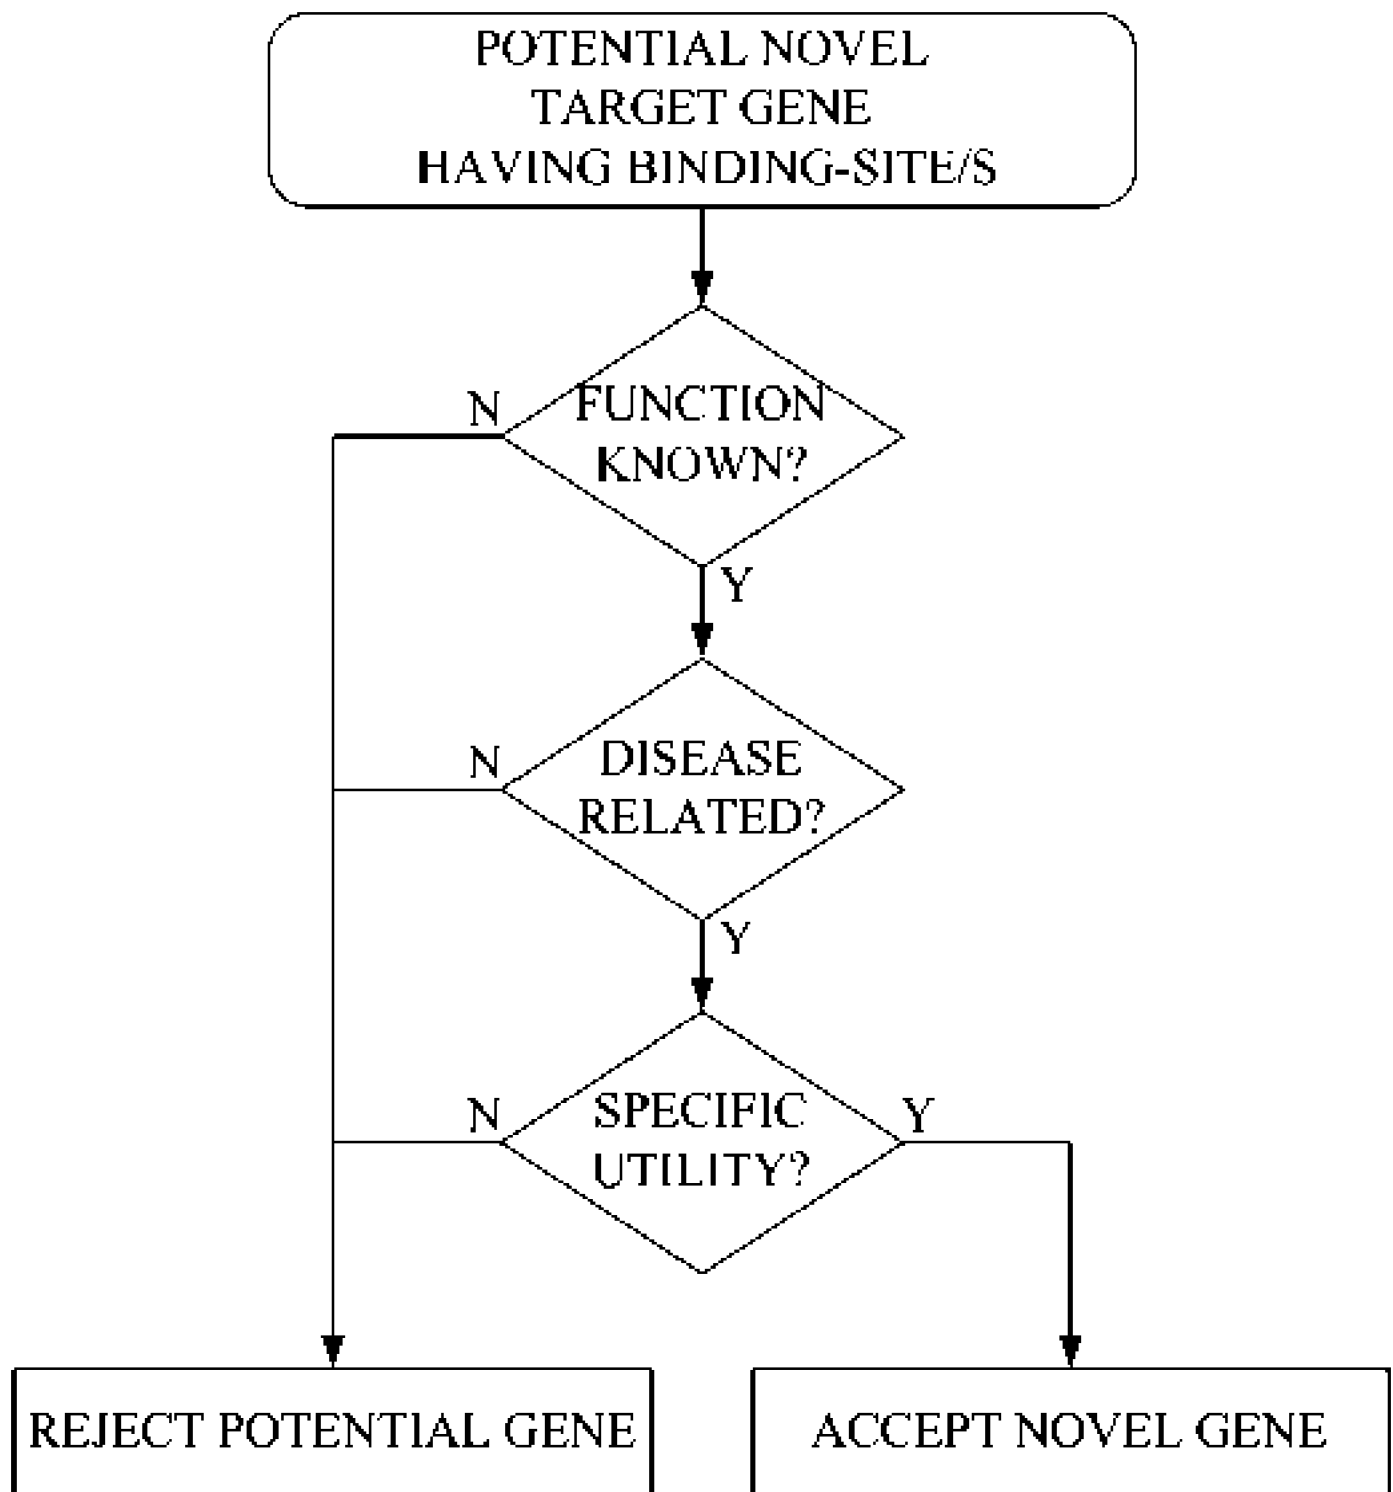 POTENTIAL NOVEL
TARGET GENE
HAVING BINDING-SITE/S
N
FUNCTION
KNOWN?
Y
N
DISEASE
RELATED?
Y
N
SPECIFIC
UTILITY?
Y
REJECT POTENTIAL GENE
ACCEPT NOVEL GENE